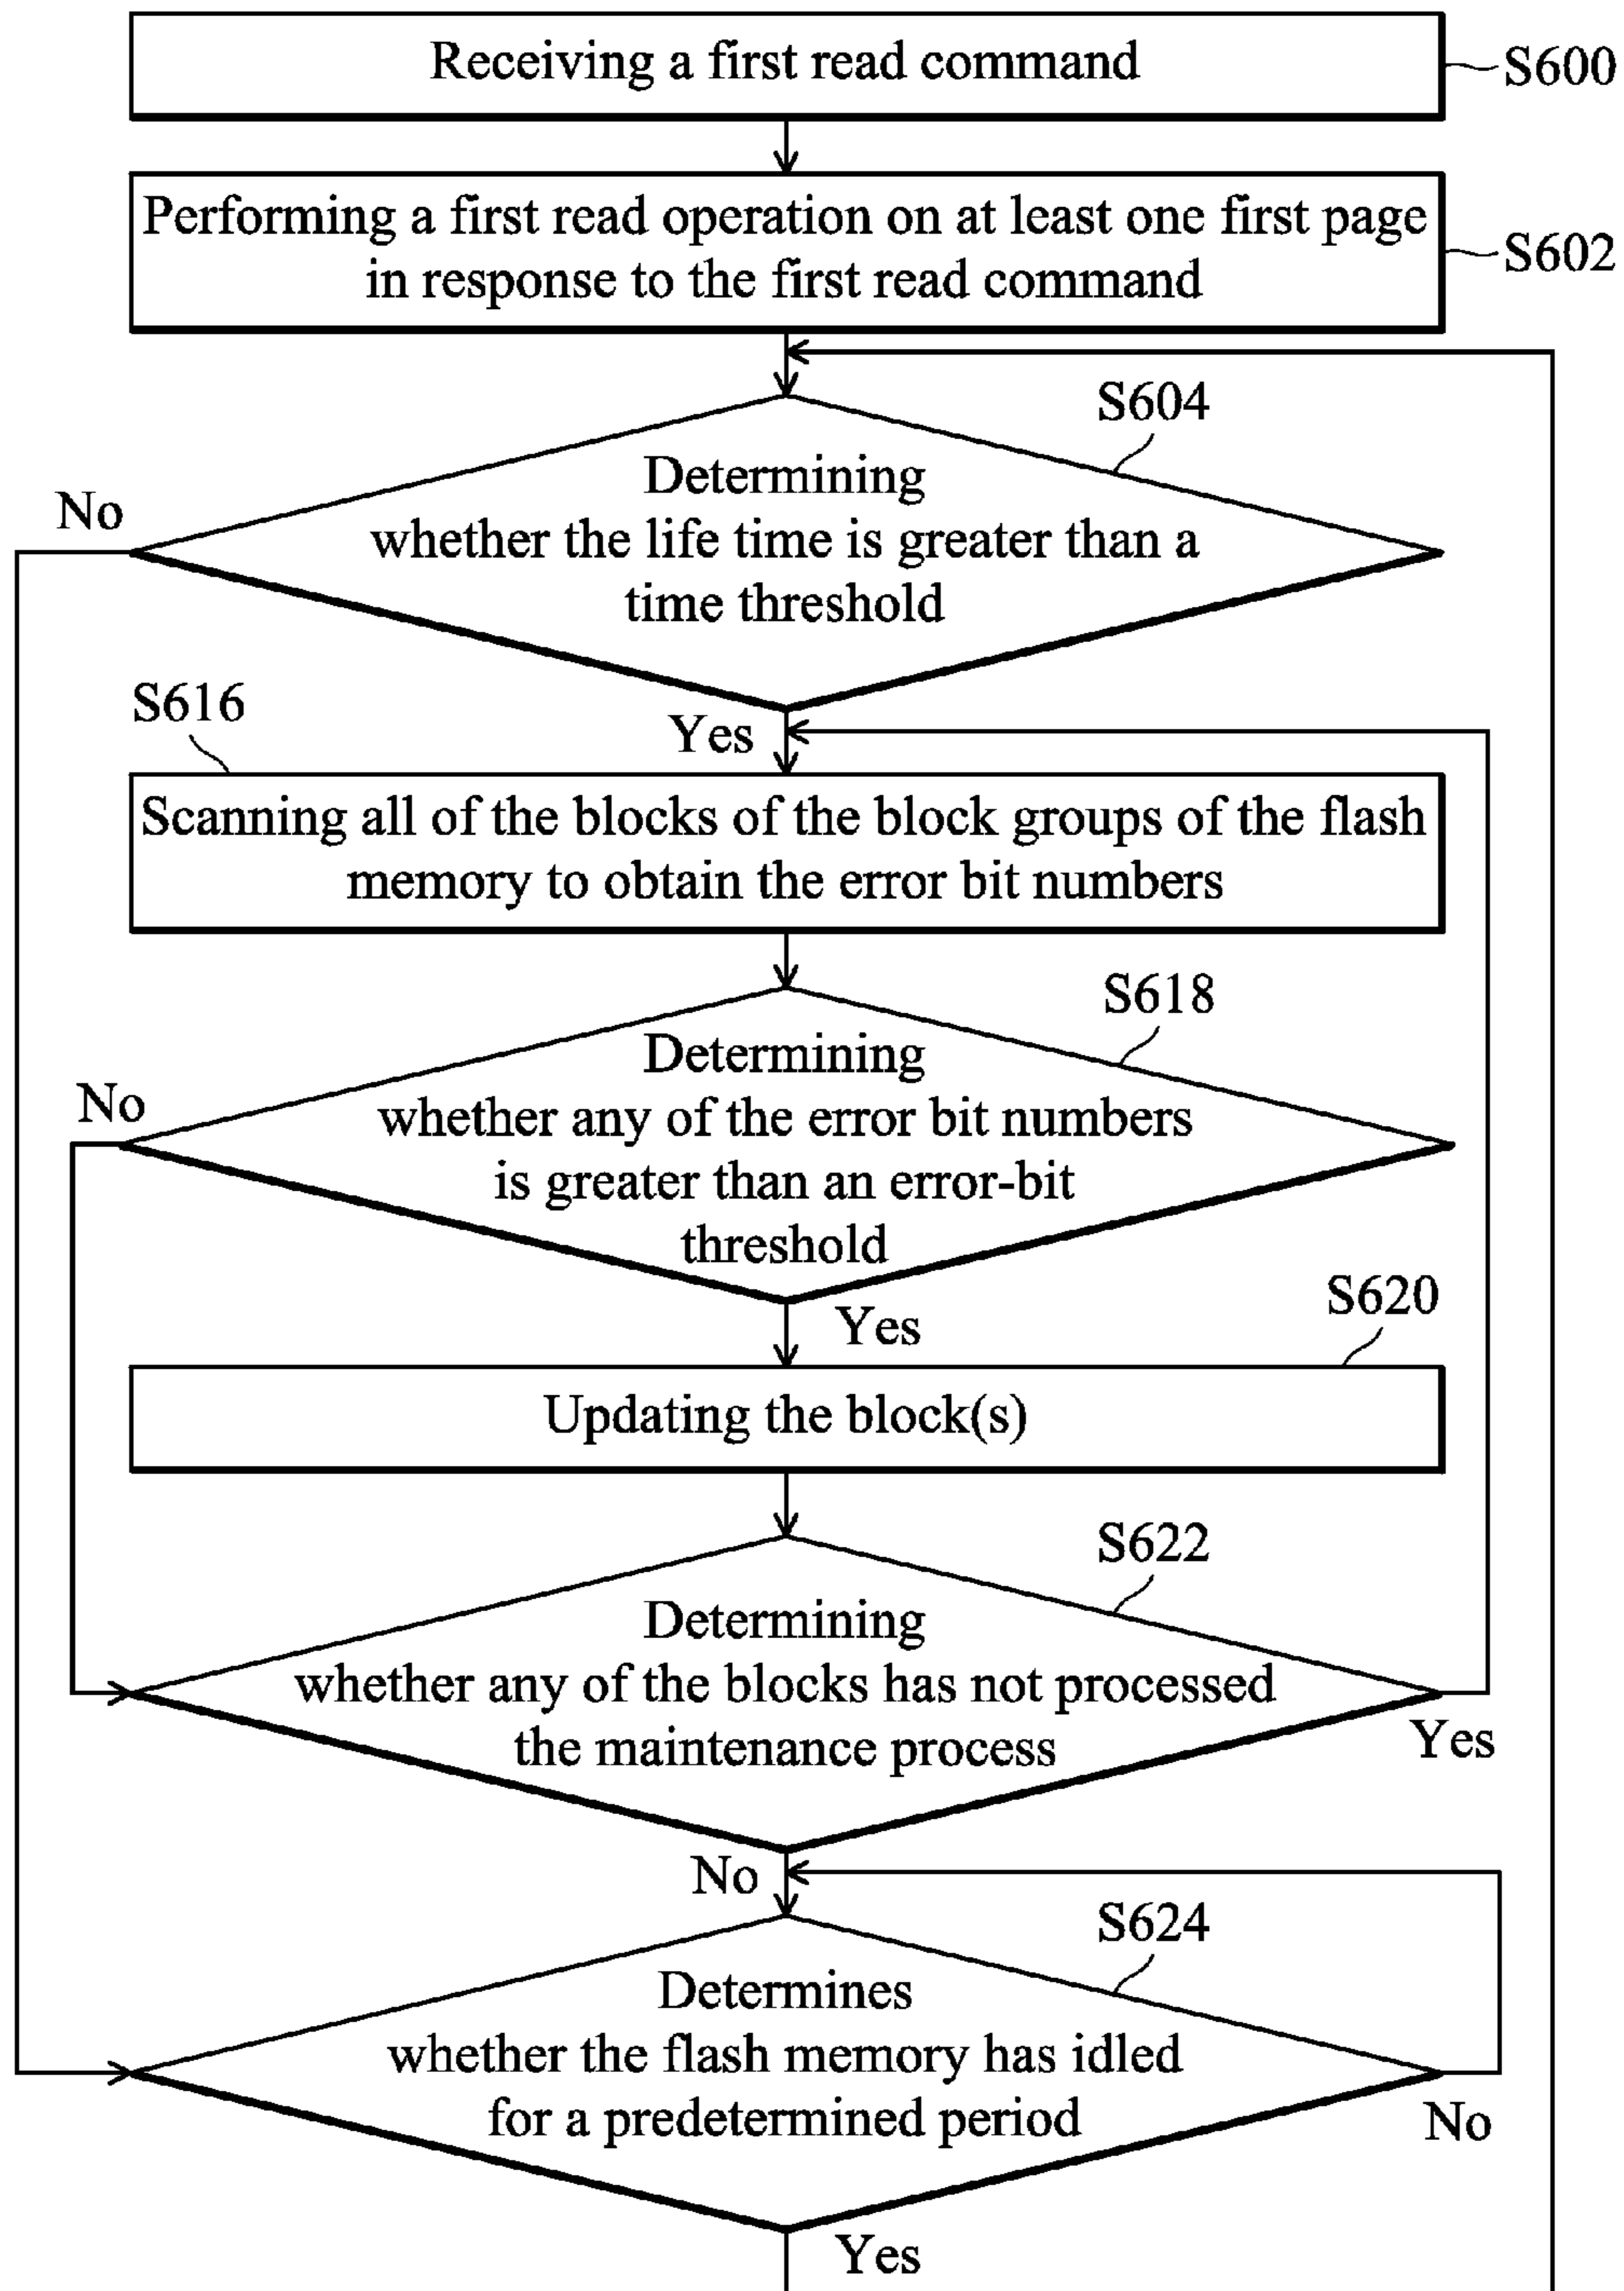 Receiving a first read command
S600
Performing a first read operation on at least one first page
in response to the first read command
S602
S604
Determining
whether the life time is greater than a
time threshold
No
Yes
S616
Scanning all of the blocks of the block groups of the flash
memory to obtain the error bit numbers
S618
Determining
whether any of the error bit numbers
is greater than an error-bit
threshold
No
Yes
S620
Updating the block(s)
S622
Determining
whether any of the blocks has not processed
the maintenance process
Yes
No
S624
Determines
whether the flash memory has idled
for a predetermined period
No
Yes